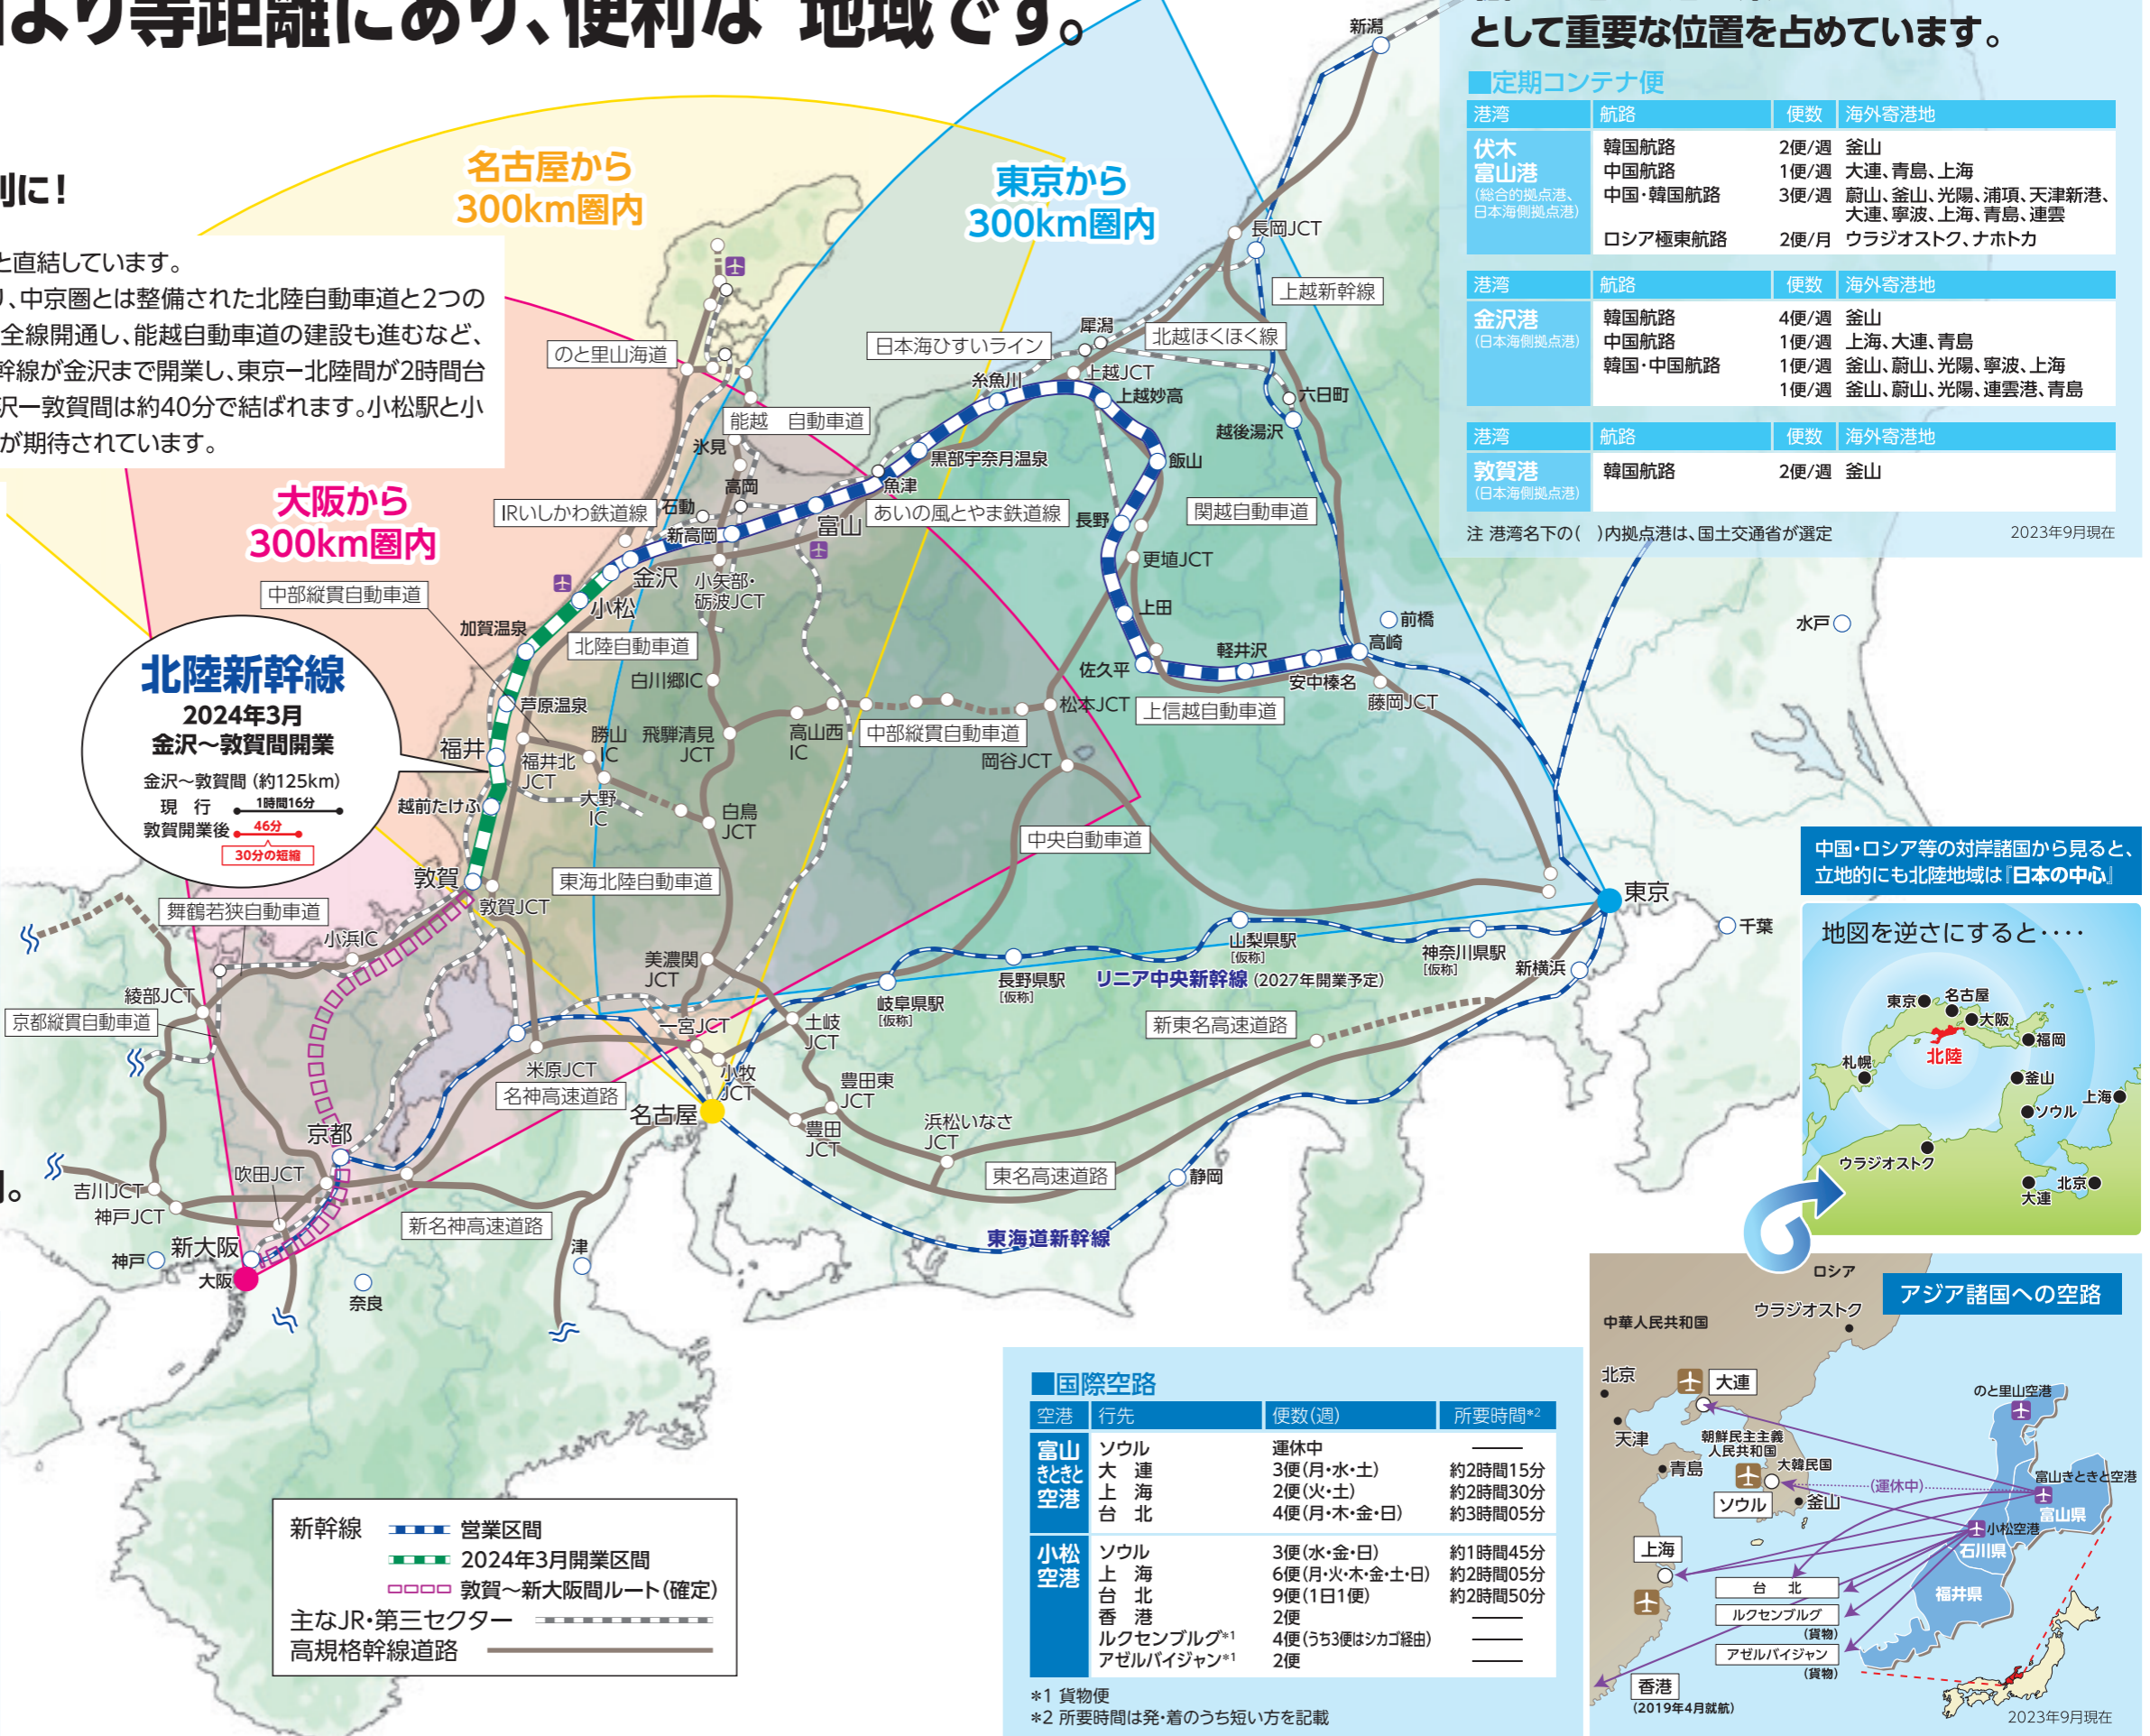 より等距離にあり、便利な 地域です。
として重要な位置を占めています。
■定期コンテナ便
港湾 航路 便数 海外寄港地
伏木
富山港
(総合的拠点港、
日本海側拠点港)
韓国航路 2便/週 釜山
中国航路 1便/週 大連、青島、上海
中国・韓国航路 3便/週 蔚山、釜山、光陽、浦項、天津新港、
大連、寧波、上海、青島、連雲
ロシア極東航路 2便/月 ウラジオストク、ナホトカ
港湾 航路 便数 海外寄港地
金沢港
(日本海側拠点港)
韓国航路 4便/週 釜山
中国航路 1便/週 上海、大連、青島
韓国・中国航路 1便/週 釜山、蔚山、光陽、寧波、上海
1便/週 釜山、蔚山、光陽、連雲港、青島
港湾 航路 便数 海外寄港地
敦賀港
(日本海側拠点港)
韓国航路 2便/週 釜山
注 港湾名下の( )内拠点港は、国土交通省が選定
2023年9月現在
に!
と直結しています。
、中京圏とは整備された北陸自動車道と2つの
全線開通し、能越自動車道の建設も進むなど、
幹線が金沢まで開業し、東京ー北陸間が2時間台
沢ー敦賀間は約40分で結ばれます。小松駅と小
が期待されています。
名古屋から
300km圏内
東京から
300km圏内
大阪から
300km圏内
新潟
長岡JCT
上越新幹線
犀潟
北越ほくほく線
日本海ひすいライン
のと里山海道
糸魚川
上越JCT
上越妙高
六日町
越後湯沢
能越 自動車道
氷見
黒部宇奈月温泉
飯山
高岡
魚津
IRいしかわ鉄道線
石動
新高岡
富山
あいの風とやま鉄道線
長野
関越自動車道
金沢
小矢部・
砺波JCT
更埴JCT
中部縦貫自動車道
小松
上田
前橋
水戸
加賀温泉
北陸自動車道
軽井沢
高崎
佐久平
安中榛名
白川郷IC
松本JCT
上信越自動車道
藤岡JCT
北陸新幹線
2024年3月
金沢〜敦賀間開業
金沢〜敦賀間 (約125km)
現 行 1時間16分
敦賀開業後 46分
30分の短縮
芦原温泉
福井
福井北
JCT
勝山
IC
飛騨清見
JCT
高山西
IC
中部縦貫自動車道
岡谷JCT
越前たけふ
大野
IC
白鳥
JCT
中央自動車道
敦賀
東海北陸自動車道
敦賀JCT
舞鶴若狭自動車道
小浜IC
東京
千葉
美濃関
JCT
山梨県駅
[仮称]
神奈川県駅
[仮称]
新横浜
長野県駅
[仮称]
リニア中央新幹線 (2027年開業予定)
岐阜県駅
[仮称]
綾部JCT
京都縦貫自動車道
一宮JCT
土岐
JCT
新東名高速道路
米原JCT
小牧
JCT
名神高速道路
名古屋
豊田東
JCT
豊田
JCT
浜松いなさ
JCT
東名高速道路
静岡
東海道新幹線
京都
吹田JCT
吉川JCT
神戸JCT
新名神高速道路
神戸
新大阪
大阪
奈良
津
。
中国・ロシア等の対岸諸国から見ると、
立地的にも北陸地域は『日本の中心』
地図を逆さにすると‥‥
東京
名古屋
大阪
福岡
北陸
札幌
釜山
ソウル
上海
ウラジオストク
大連
北京
アジア諸国への空路
ロシア
ウラジオストク
中華人民共和国
北京
大連
天津
朝鮮民主主義
人民共和国
青島
大韓民国
ソウル
釜山
(運休中)
のと里山空港
富山きときと空港
富山県
小松空港
石川県
福井県
上海
台 北
ルクセンブルグ
(貨物)
アゼルバイジャン
(貨物)
香港
(2019年4月就航)
2023年9月現在
■国際空路
空港 行先 便数(週) 所要時間*2
富山
きときと
空港
ソウル 運休中 ——
大 連 3便(月・水・土) 約2時間15分
上 海 2便(火・土) 約2時間30分
台 北 4便(月・木・金・日) 約3時間05分
小松
空港
ソウル 3便(水・金・日) 約1時間45分
上 海 6便(月・火・木・金・土・日) 約2時間05分
台 北 9便(1日1便) 約2時間50分
香 港 2便 ——
ルクセンブルグ*1 4便(うち3便はシカゴ経由) ——
アゼルバイジャン*1 2便 ——
*1 貨物便
*2 所要時間は発・着のうち短い方を記載
新幹線 営業区間
2024年3月開業区間
敦賀〜新大阪間ルート(確定)
主なJR・第三セクター
高規格幹線道路